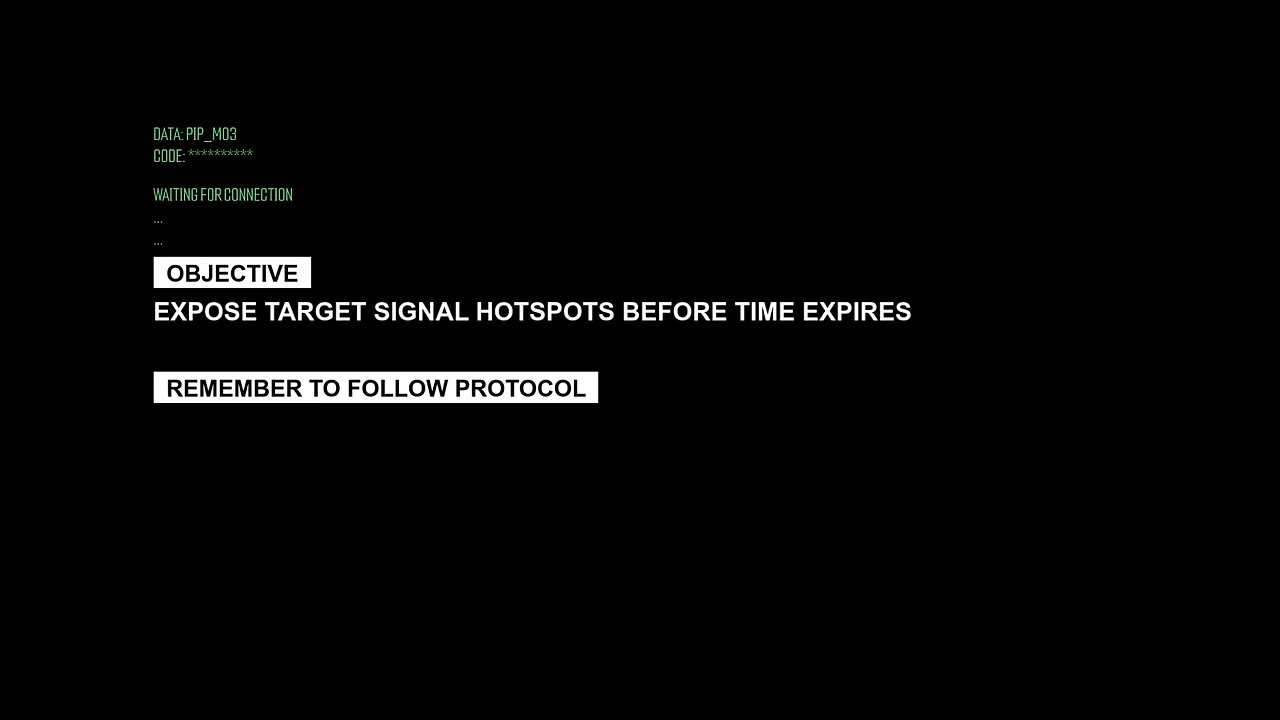 DATA: PIP_M03
CODE: **********
WAITING FOR CONNECTION
...
...
OBJECTIVE
EXPOSE TARGET SIGNAL HOTSPOTS BEFORE TIME EXPIRES
REMEMBER TO FOLLOW PROTOCOL